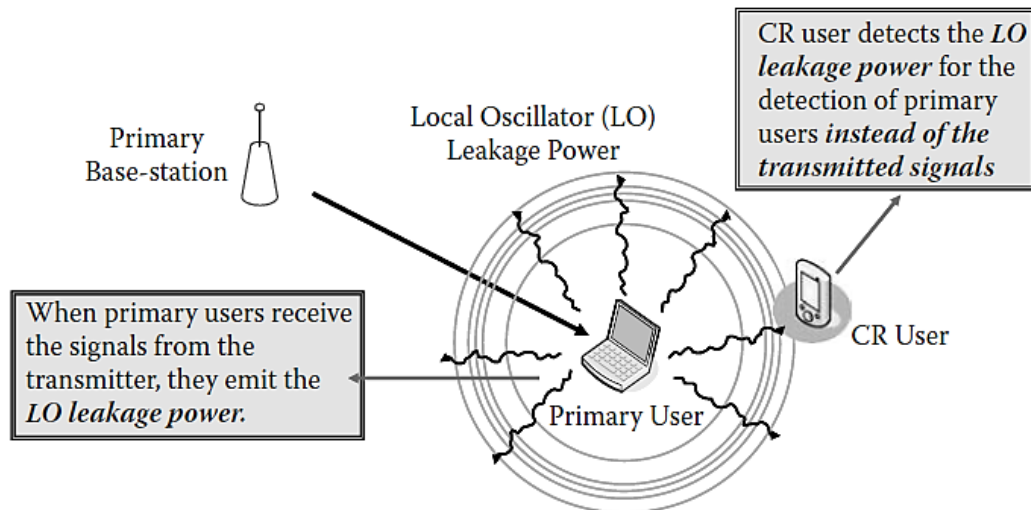 CR user detects the LO
leakage power for the
detection of primary
users instead of the
transmitted signals
Local Oscillator (LO)
Leakage Power
Primary
Base-station
When primary users receive
the signals from the
transmitter, they emit the
LO leakage power.
CR User
Primary User